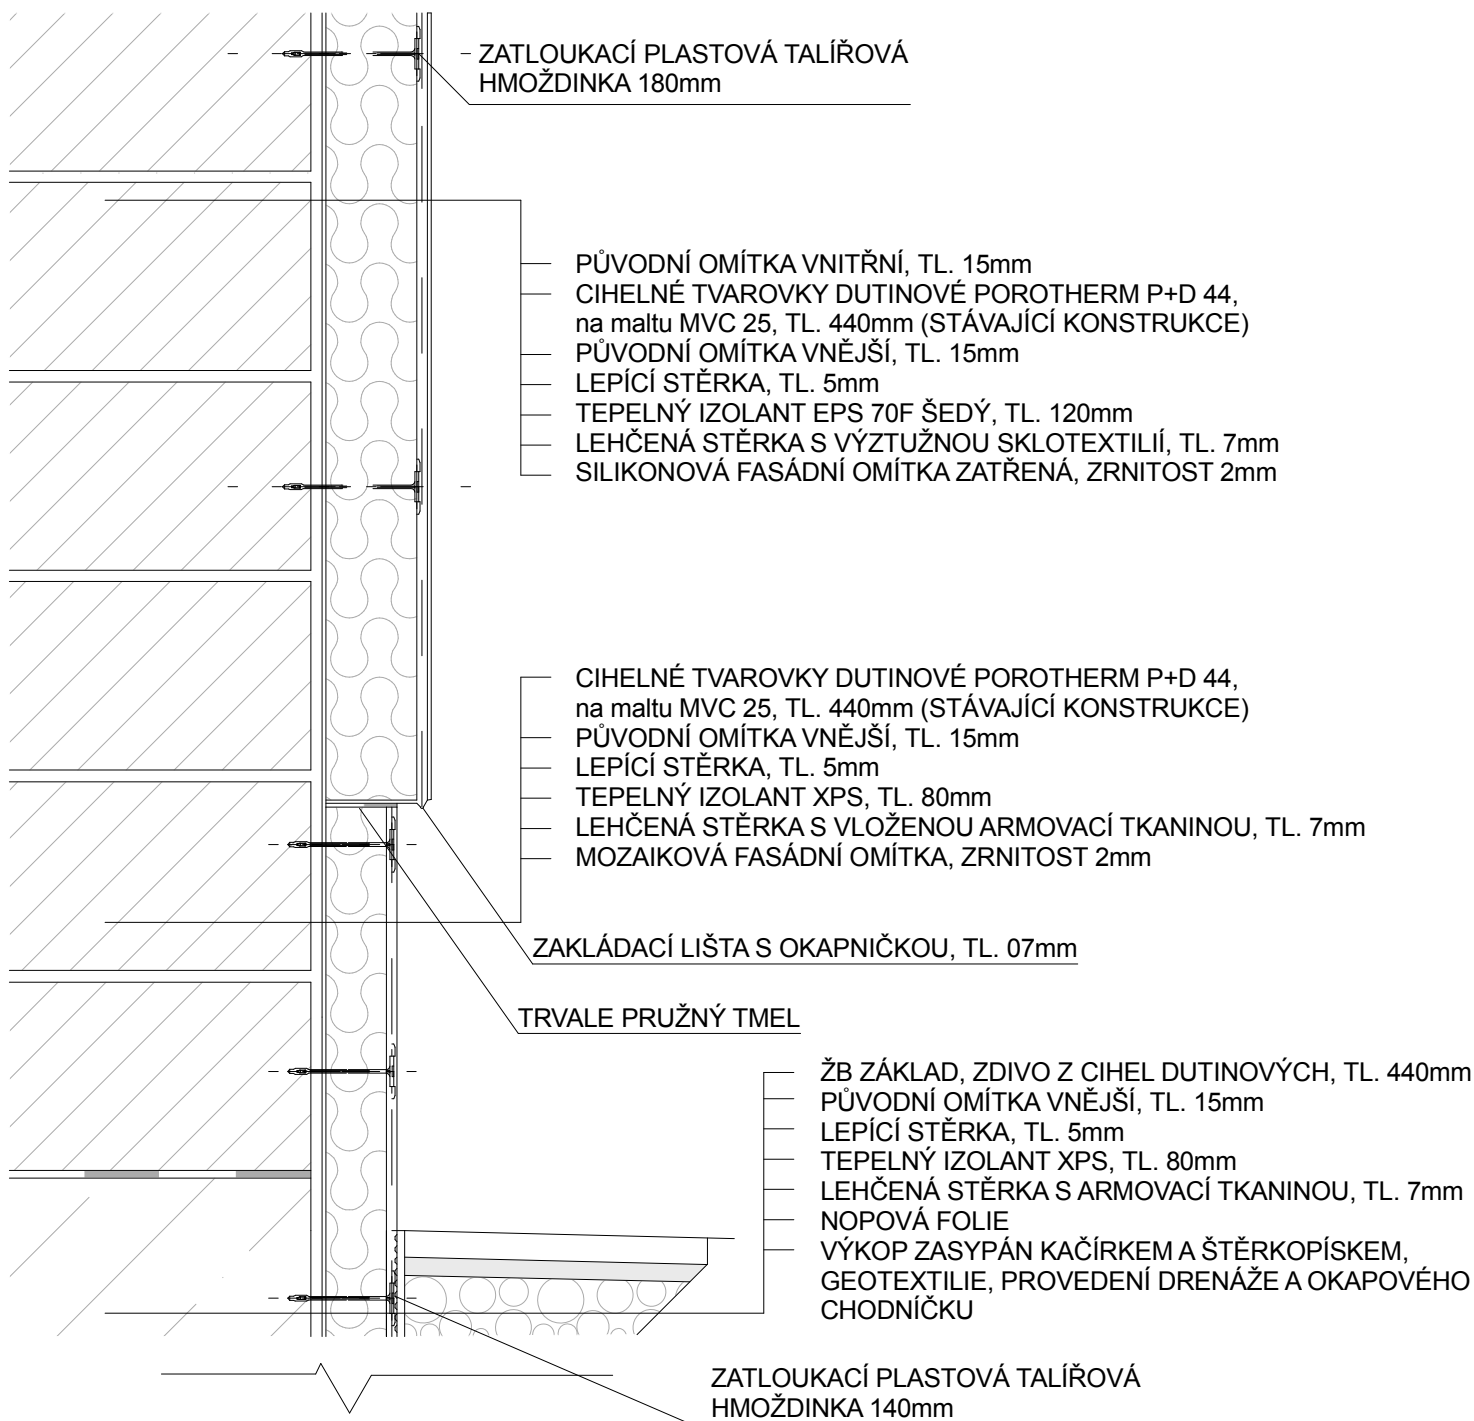 ZATLOUKACÍ PLASTOVÁ TALÍŘOVÁ
HMOŽDINKA 180mm
PŮVODNÍ OMÍTKA VNITŘNÍ, TL. 15mm
CIHELNÉ TVAROVKY DUTINOVÉ POROTHERM P+D 44,
na maltu MVC 25, TL. 440mm (STÁVAJÍCÍ KONSTRUKCE)
PŮVODNÍ OMÍTKA VNĚJŠÍ, TL. 15mm
LEPÍCÍ STĚRKA, TL. 5mm
TEPELNÝ IZOLANT EPS 70F ŠEDÝ, TL. 120mm
LEHČENÁ STĚRKA S VÝZTUŽNOU SKLOTEXTILIÍ, TL. 7mm
SILIKONOVÁ FASÁDNÍ OMÍTKA ZATŘENÁ, ZRNITOST 2mm
CIHELNÉ TVAROVKY DUTINOVÉ POROTHERM P+D 44,
na maltu MVC 25, TL. 440mm (STÁVAJÍCÍ KONSTRUKCE)
PŮVODNÍ OMÍTKA VNĚJŠÍ, TL. 15mm
LEPÍCÍ STĚRKA, TL. 5mm
TEPELNÝ IZOLANT XPS, TL. 80mm
LEHČENÁ STĚRKA S VLOŽENOU ARMOVACÍ TKANINOU, TL. 7mm
MOZAIKOVÁ FASÁDNÍ OMÍTKA, ZRNITOST 2mm
ZAKLÁDACÍ LIŠTA S OKAPNIČKOU, TL. 07mm
TRVALE PRUŽNÝ TMEL
ŽB ZÁKLAD, ZDIVO Z CIHEL DUTINOVÝCH, TL. 440mm
PŮVODNÍ OMÍTKA VNĚJŠÍ, TL. 15mm
LEPÍCÍ STĚRKA, TL. 5mm
TEPELNÝ IZOLANT XPS, TL. 80mm
LEHČENÁ STĚRKA S ARMOVACÍ TKANINOU, TL. 7mm
NOPOVÁ FOLIE
VÝKOP ZASYPÁN KAČÍRKEM A ŠTĚRKOPÍSKEM,
GEOTEXTILIE, PROVEDENÍ DRENÁŽE A OKAPOVÉHO
CHODNÍČKU
ZATLOUKACÍ PLASTOVÁ TALÍŘOVÁ
HMOŽDINKA 140mm